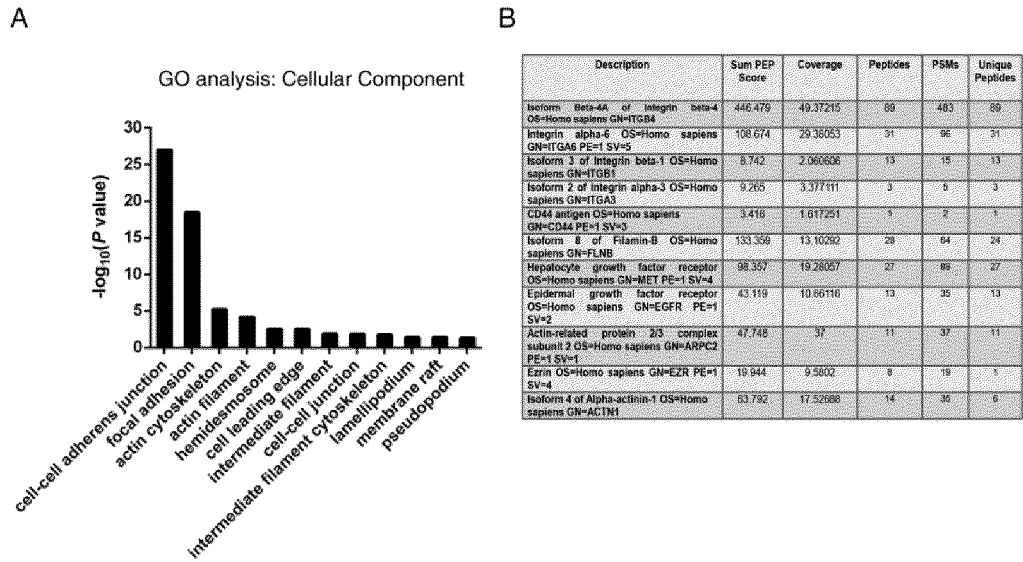 A
B
GO analysis: Cellular Component
-log10(P value)
30
25
20
15
10
5
0
cell-cell adherens junction
focal adhesion
actin cytoskeleton
actin filament
hemidesmosome
cell leading edge
intermediate filament
cell-cell junction
intermediate filament cytoskeleton
lamellipodium
membrane raft
pseudopodium
Description Sum PEP Score Coverage Peptides PSMs Unique Peptides
Isoform Beta-4A of Integrin beta-4 446.479 49.37215 89 483 89
OS=Homo sapiens GN=ITGB4
Integrin alpha-6 OS=Homo sapiens 108.674 29.36053 31 96 31
GN=ITGA6 PE=1 SV=5
Isoform 3 of Integrin beta-1 OS=Homo 8.742 2.060606 13 15 13
sapiens GN=ITGB1
Isoform 2 of Integrin alpha-3 OS=Homo 9.265 3.377111 3 5 3
sapiens GN=ITGA3
CD44 antigen OS=Homo sapiens 3.416 1.617251 1 2 1
GN=CD44 PE=1 SV=3
Isoform 8 of Filamin-B OS=Homo 133.359 13.10292 28 64 24
sapiens GN=FLNB
Hepatocyte growth factor receptor 98.357 19.28057 27 89 27
OS=Homo sapiens GN=MET PE=1 SV=4
Epidermal growth factor receptor 43.119 10.66116 13 35 13
OS=Homo sapiens GN=EGFR PE=1
SV=2
Actin-related protein 2/3 complex 47.748 37 11 37 11
subunit 2 OS=Homo sapiens GN=ARPC2
PE=1 SV=1
Ezrin OS=Homo sapiens GN=EZR PE=1 19.944 9.5802 8 19 1
SV=4
Isoform 4 of Alpha-actinin-1 OS=Homo 63.792 17.52688 14 35 6
sapiens GN=ACTN1